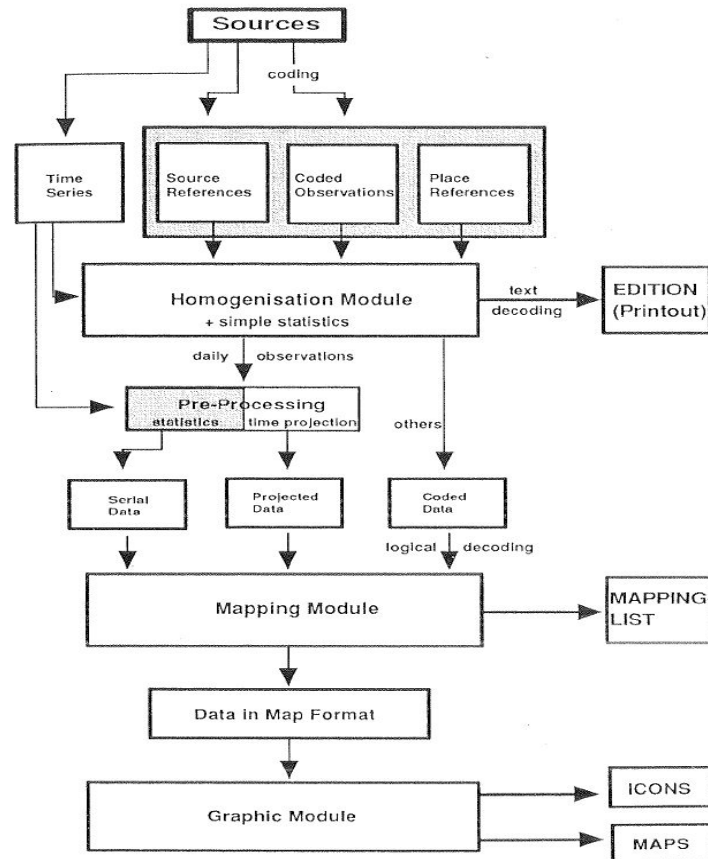 Sources
coding
Time
Series
Source
References
Coded
Observations
Place
References
Homogenisation Module
+ simple statistics
text
decoding
EDITION
(Printout)
daily observations
Pre-Processing
statistics time projection
others
Serial
Data
Projected
Data
Coded
Data
logical decoding
Mapping Module
MAPPING
LIST
Data in Map Format
Graphic Module
ICONS
MAPS